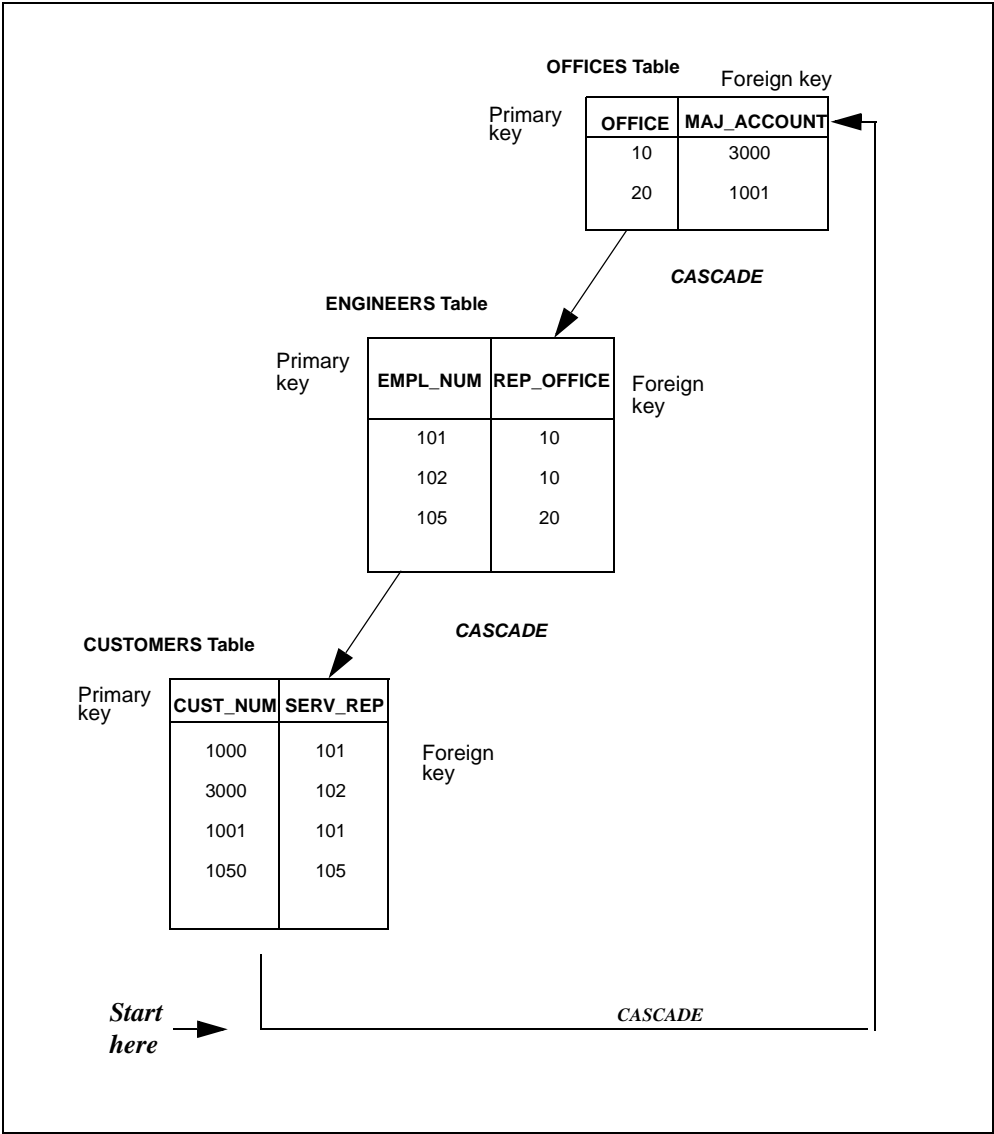 OFFICES Table
Foreign key
Primary
key
OFFICE MAJ_ACCOUNT
10 3000
20 1001
CASCADE
ENGINEERS Table
Primary
key
EMPL_NUM REP_OFFICE
Foreign
key
101 10
102 10
105 20
CASCADE
CUSTOMERS Table
Primary
key
CUST_NUM SERV_REP
1000 101
Foreign
key
3000 102
1001 101
1050 105
Start
here
CASCADE